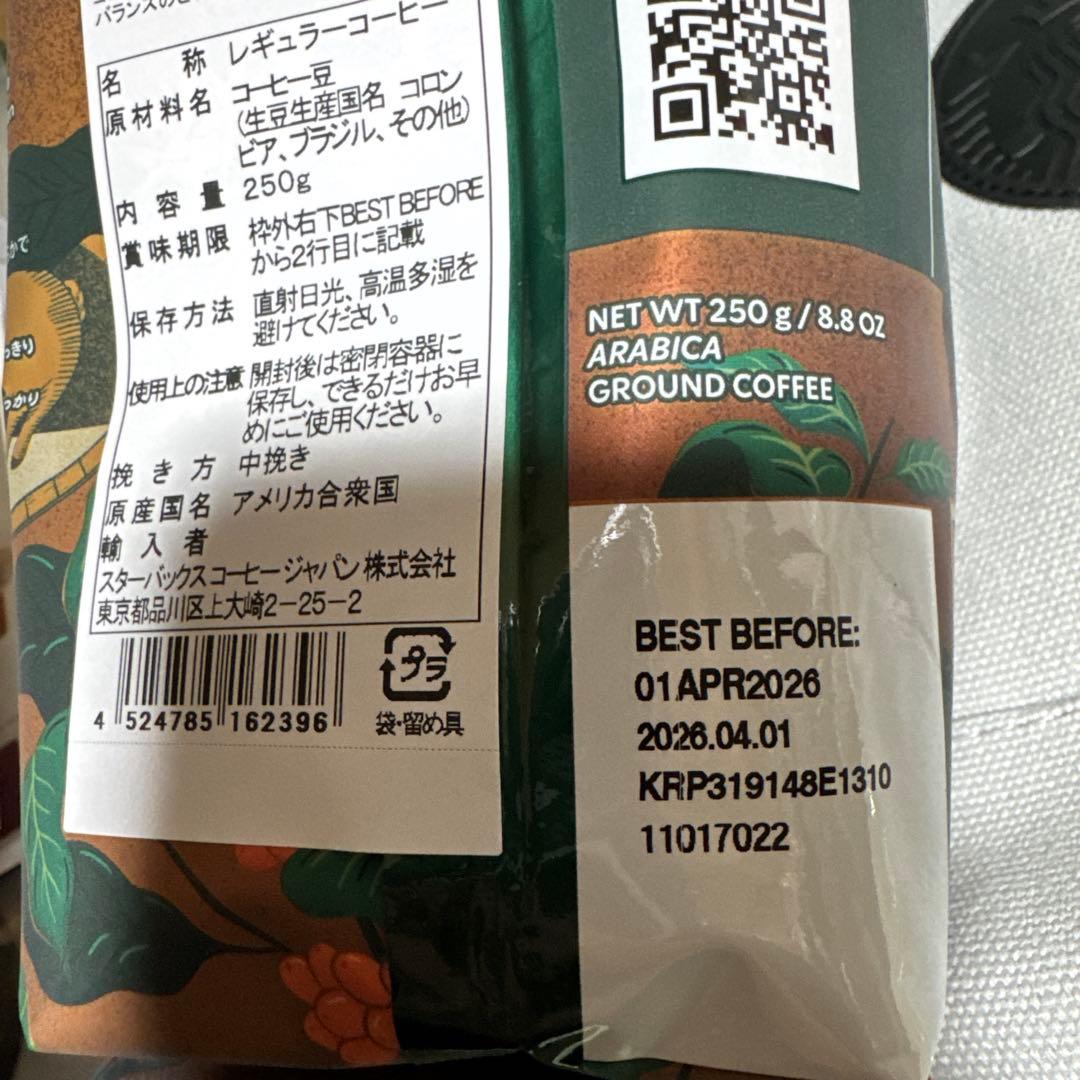 バランスの
名称 レギュラーコーヒー
原材料名 コーヒー豆
(生豆生産国名 コロン
ビア、ブラジル、その他)
内容量 250g
賞味期限 枠外右下BEST BEFORE
から2行目に記載
保存方法 直射日光、高温多湿を
避けてください。
使用上の注意 開封後は密閉容器に
保存し、できるだけお早
めにご使用ください。
挽き方 中挽き
原産国名 アメリカ合衆国
輸入者
スターバックス コーヒー ジャパン 株式会社
東京都品川区上大崎2-25-2
4 524785 162396
プラ
袋・留め具
NET WT 250 g / 8.8 OZ
ARABICA
GROUND COFFEE
BEST BEFORE:
01APR2026
2026.04.01
KRP319148E1310
11017022